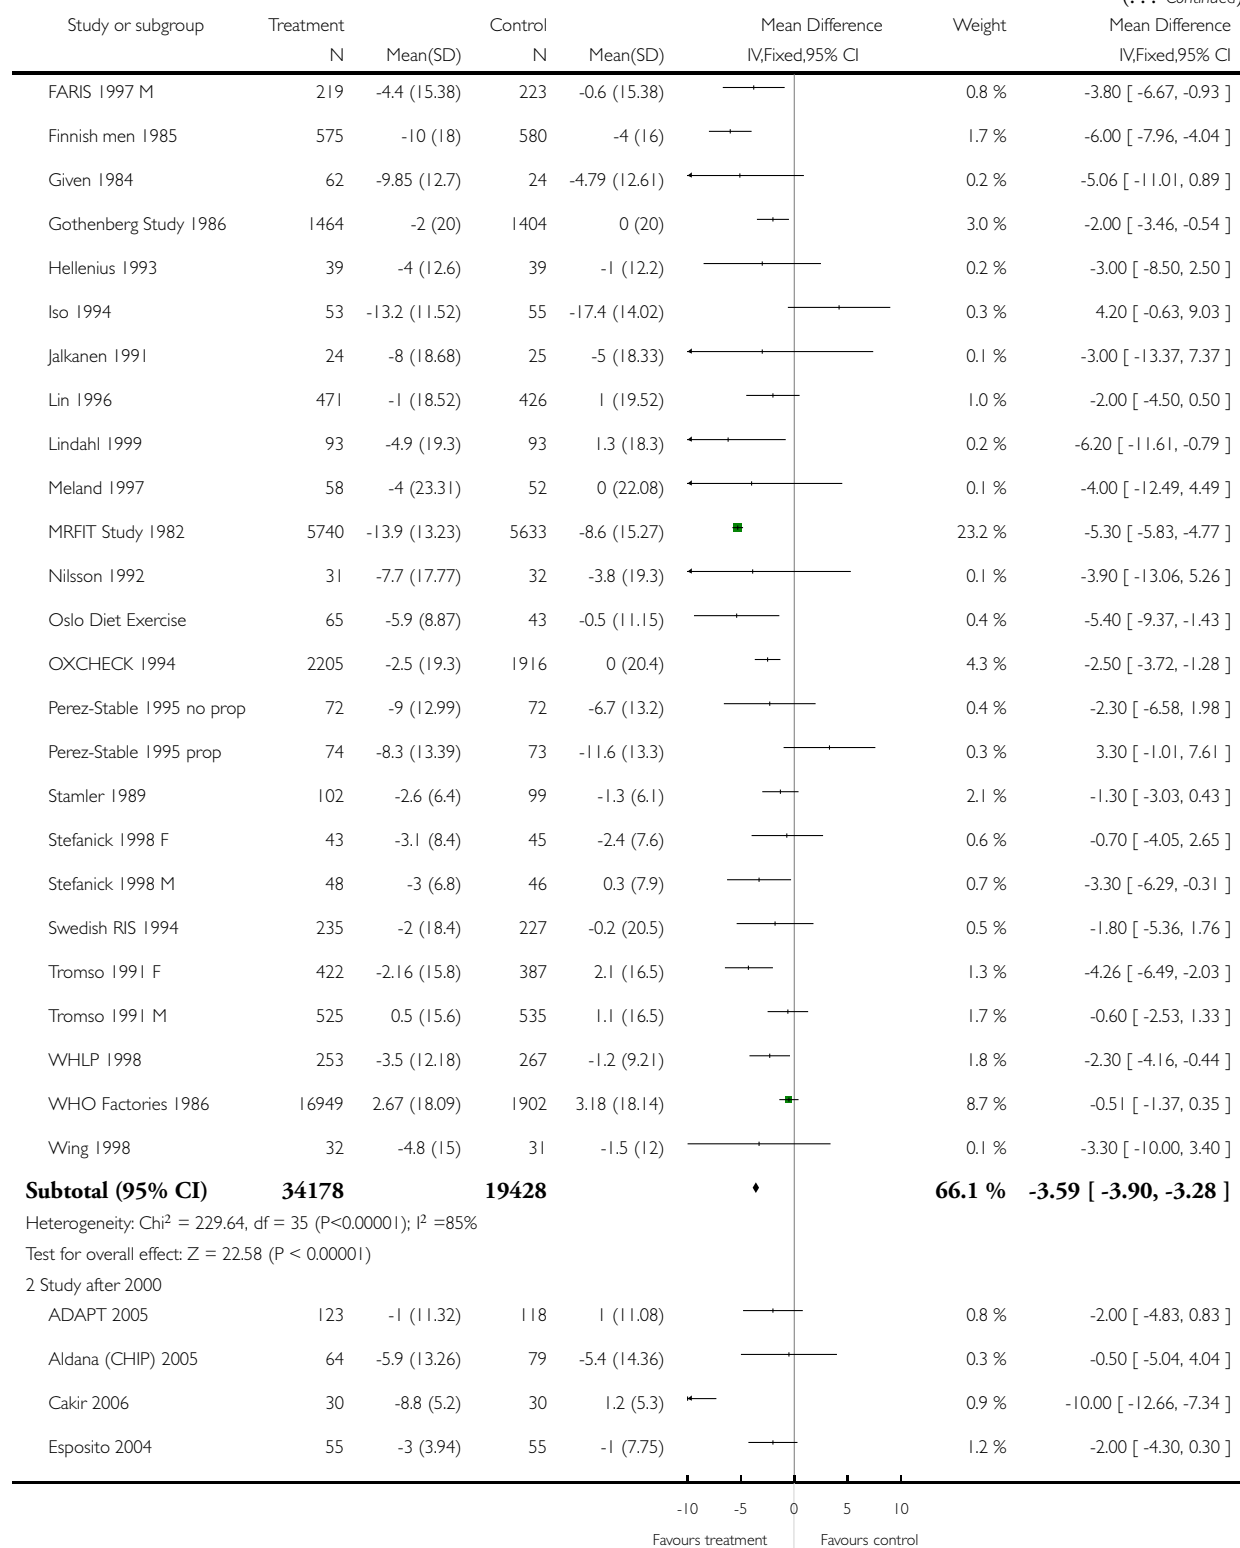 (. . . Continued)
Study or subgroup Treatment Control Mean Difference Weight Mean Difference
N Mean(SD) N Mean(SD) IV,Fixed,95% CI IV,Fixed,95% CI
FARIS 1997 M 219 -4.4 (15.38) 223 -0.6 (15.38) 0.8 % -3.80 [ -6.67, -0.93 ]
Finnish men 1985 575 -10 (18) 580 -4 (16) 1.7 % -6.00 [ -7.96, -4.04 ]
Given 1984 62 -9.85 (12.7) 24 -4.79 (12.61) 0.2 % -5.06 [ -11.01, 0.89 ]
Gothenberg Study 1986 1464 -2 (20) 1404 0 (20) 3.0 % -2.00 [ -3.46, -0.54 ]
Hellenius 1993 39 -4 (12.6) 39 -1 (12.2) 0.2 % -3.00 [ -8.50, 2.50 ]
Iso 1994 53 -13.2 (11.52) 55 -17.4 (14.02) 0.3 % 4.20 [ -0.63, 9.03 ]
Jalkanen 1991 24 -8 (18.68) 25 -5 (18.33) 0.1 % -3.00 [ -13.37, 7.37 ]
Lin 1996 471 -1 (18.52) 426 1 (19.52) 1.0 % -2.00 [ -4.50, 0.50 ]
Lindahl 1999 93 -4.9 (19.3) 93 1.3 (18.3) 0.2 % -6.20 [ -11.61, -0.79 ]
Meland 1997 58 -4 (23.31) 52 0 (22.08) 0.1 % -4.00 [ -12.49, 4.49 ]
MRFIT Study 1982 5740 -13.9 (13.23) 5633 -8.6 (15.27) 23.2 % -5.30 [ -5.83, -4.77 ]
Nilsson 1992 31 -7.7 (17.77) 32 -3.8 (19.3) 0.1 % -3.90 [ -13.06, 5.26 ]
Oslo Diet Exercise 65 -5.9 (8.87) 43 -0.5 (11.15) 0.4 % -5.40 [ -9.37, -1.43 ]
OXCHECK 1994 2205 -2.5 (19.3) 1916 0 (20.4) 4.3 % -2.50 [ -3.72, -1.28 ]
Perez-Stable 1995 no prop 72 -9 (12.99) 72 -6.7 (13.2) 0.4 % -2.30 [ -6.58, 1.98 ]
Perez-Stable 1995 prop 74 -8.3 (13.39) 73 -11.6 (13.3) 0.3 % 3.30 [ -1.01, 7.61 ]
Stamler 1989 102 -2.6 (6.4) 99 -1.3 (6.1) 2.1 % -1.30 [ -3.03, 0.43 ]
Stefanick 1998 F 43 -3.1 (8.4) 45 -2.4 (7.6) 0.6 % -0.70 [ -4.05, 2.65 ]
Stefanick 1998 M 48 -3 (6.8) 46 0.3 (7.9) 0.7 % -3.30 [ -6.29, -0.31 ]
Swedish RIS 1994 235 -2 (18.4) 227 -0.2 (20.5) 0.5 % -1.80 [ -5.36, 1.76 ]
Tromso 1991 F 422 -2.16 (15.8) 387 2.1 (16.5) 1.3 % -4.26 [ -6.49, -2.03 ]
Tromso 1991 M 525 0.5 (15.6) 535 1.1 (16.5) 1.7 % -0.60 [ -2.53, 1.33 ]
WHLP 1998 253 -3.5 (12.18) 267 -1.2 (9.21) 1.8 % -2.30 [ -4.16, -0.44 ]
WHO Factories 1986 16949 2.67 (18.09) 1902 3.18 (18.14) 8.7 % -0.51 [ -1.37, 0.35 ]
Wing 1998 32 -4.8 (15) 31 -1.5 (12) 0.1 % -3.30 [ -10.00, 3.40 ]
Subtotal (95% CI) 34178 19428 66.1 % -3.59 [ -3.90, -3.28 ]
Heterogeneity: Chi² = 229.64, df = 35 (P<0.00001); I² =85%
Test for overall effect: Z = 22.58 (P < 0.00001)
2 Study after 2000
ADAPT 2005 123 -1 (11.32) 118 1 (11.08) 0.8 % -2.00 [ -4.83, 0.83 ]
Aldana (CHIP) 2005 64 -5.9 (13.26) 79 -5.4 (14.36) 0.3 % -0.50 [ -5.04, 4.04 ]
Cakir 2006 30 -8.8 (5.2) 30 1.2 (5.3) 0.9 % -10.00 [ -12.66, -7.34 ]
Esposito 2004 55 -3 (3.94) 55 -1 (7.75) 1.2 % -2.00 [ -4.30, 0.30 ]
-10 -5 0 5 10
Favours treatment Favours control